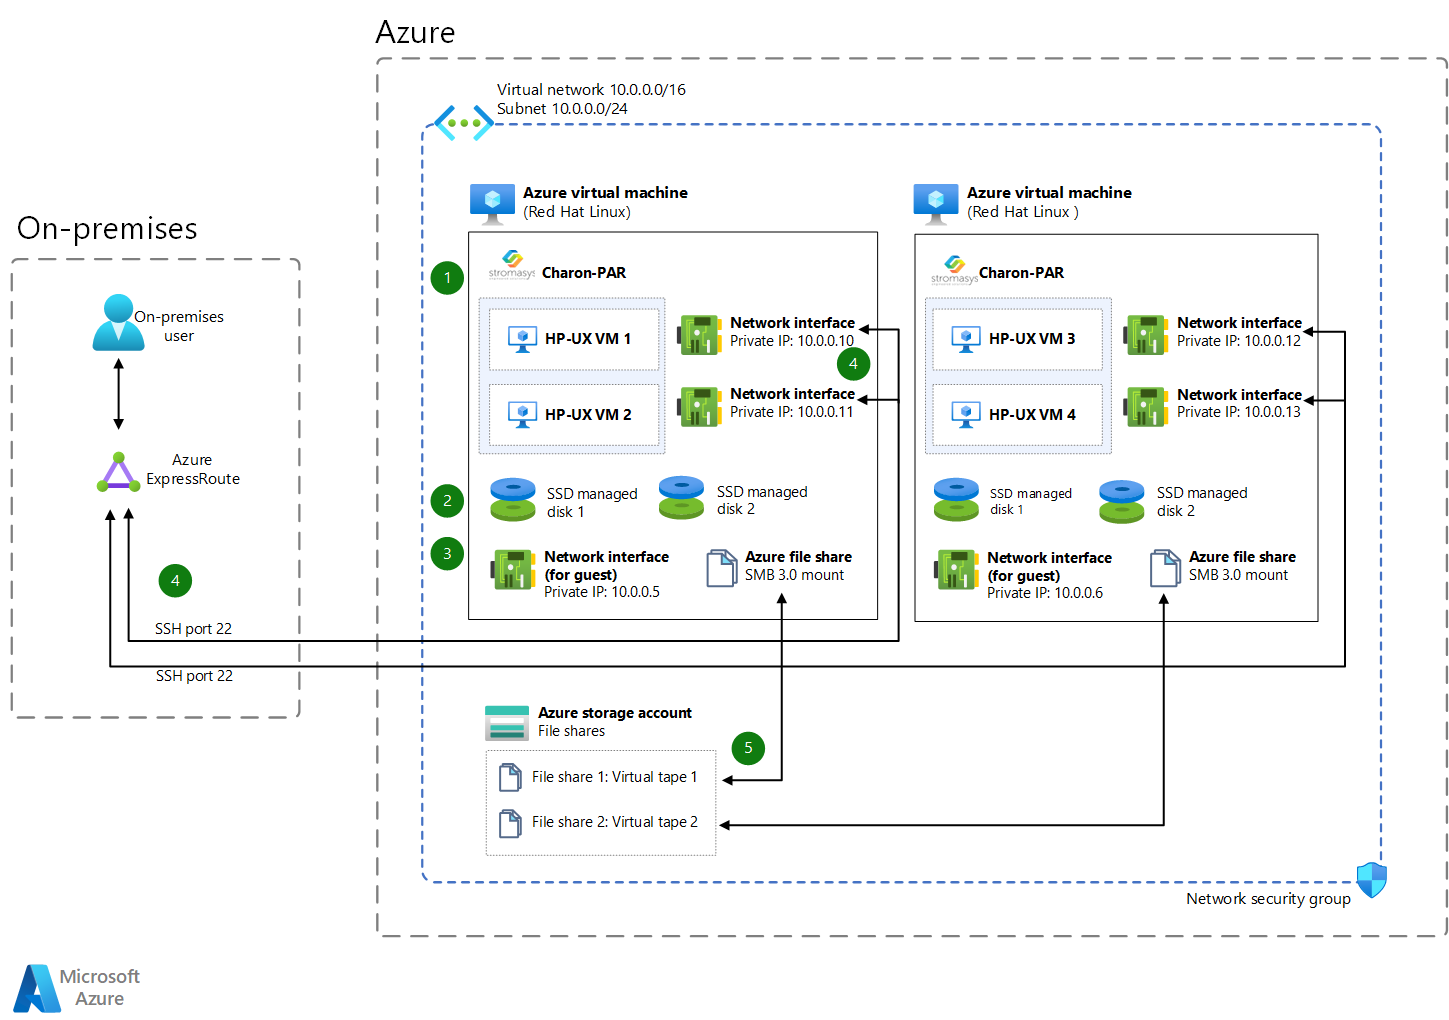 Azure
Virtual network 10.0.0.0/16
Subnet 10.0.0.0/24
On-premises
On-premises
user
Azure
ExpressRoute
4
SSH port 22
SSH port 22
Azure virtual machine
(Red Hat Linux)
1
stromasys
Charon-PAR
HP-UX VM 1
HP-UX VM 2
Network interface
Private IP: 10.0.0.10
4
Network interface
Private IP: 10.0.0.11
2
SSD managed
disk 1
SSD managed
disk 2
3
Network interface
(for guest)
Private IP: 10.0.0.5
Azure file share
SMB 3.0 mount
Azure virtual machine
(Red Hat Linux )
stromasys
Charon-PAR
HP-UX VM 3
HP-UX VM 4
Network interface
Private IP: 10.0.0.12
Network interface
Private IP: 10.0.0.13
SSD managed
disk 1
SSD managed
disk 2
Network interface
(for guest)
Private IP: 10.0.0.6
Azure file share
SMB 3.0 mount
Azure storage account
File shares
5
File share 1: Virtual tape 1
File share 2: Virtual tape 2
Network security group
Microsoft
Azure